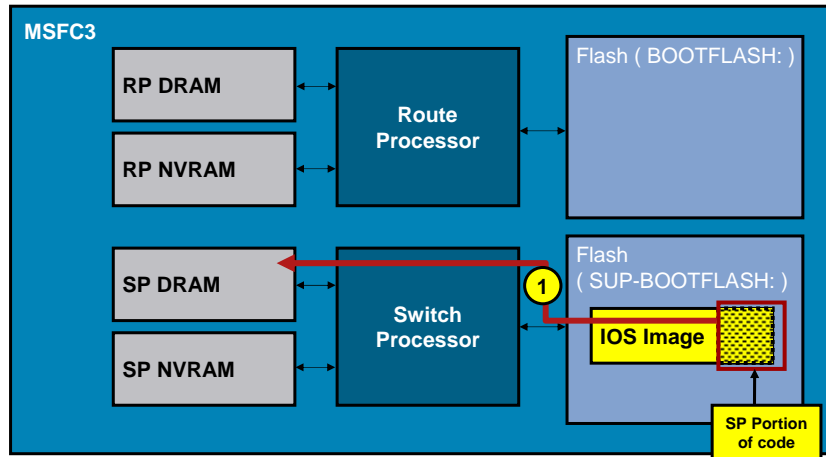 MSFC3
RP DRAM
RP NVRAM
Route
Processor
Flash ( BOOTFLASH: )
SP DRAM
SP NVRAM
Switch
Processor
1
Flash
( SUP-BOOTFLASH: )
IOS Image
SP Portion
of code